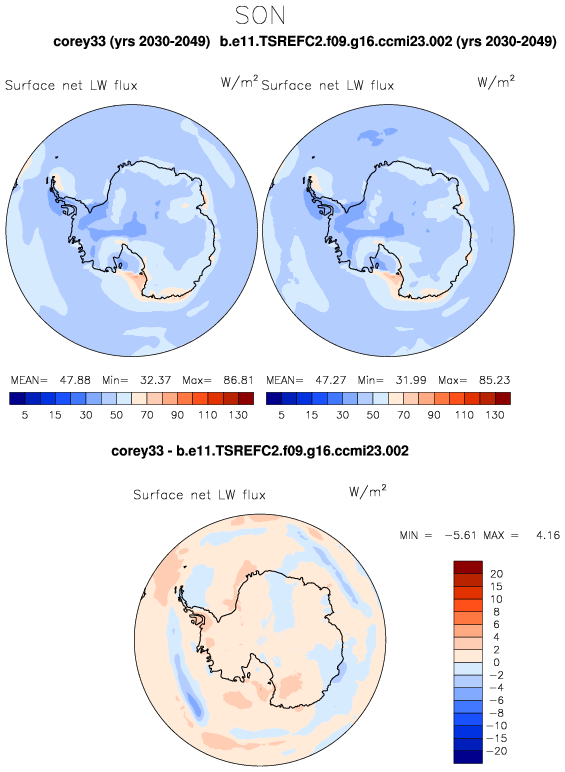 SON
corey33 (yrs 2030-2049) b.e11.TSREFC2.f09.g16.ccmi23.002 (yrs 2030-2049)
Surface net LW flux W/m² Surface net LW flux W/m²
MEAN= 47.88 Min= 32.37 Max= 86.81 MEAN= 47.27 Min= 31.99 Max= 85.23
5 15 30 50 70 90 110 130 5 15 30 50 70 90 110 130
corey33 - b.e11.TSREFC2.f09.g16.ccmi23.002
Surface net LW flux W/m²
MIN = −5.61 MAX = 4.16
20
15
10
8
6
4
2
0
−2
−4
−6
−8
−10
−15
−20